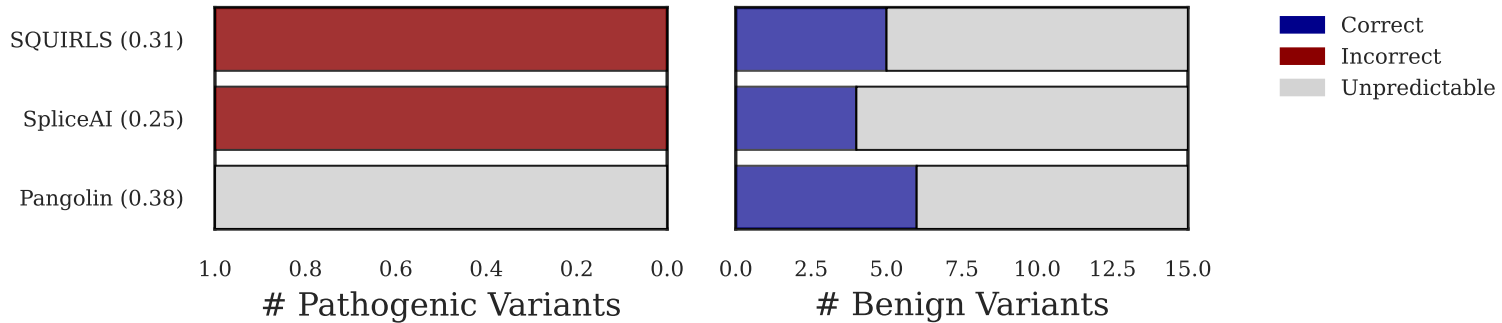 SQUIRLS (0.31)
SpliceAI (0.25)
Pangolin (0.38)
1.0 0.8 0.6 0.4 0.2 0.0
# Pathogenic Variants
0.0 2.5 5.0 7.5 10.0 12.5 15.0
# Benign Variants
Correct
Incorrect
Unpredictable